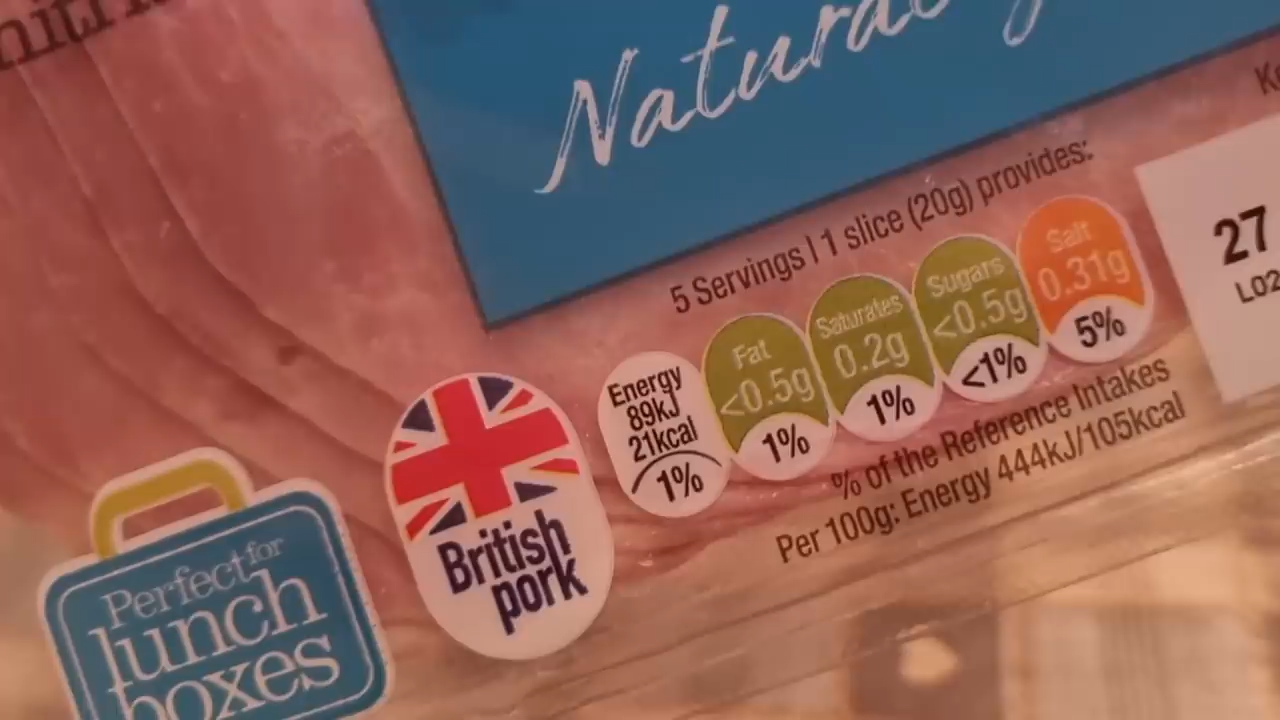 5 Servings | 1 slice (20g) provides:
Energy
89kJ
21kcal
1%
Fat
<0.5g
1%
Saturates
0.2g
1%
Sugars
<0.5g
<1%
Salt
0.31g
5%
% of the Reference Intakes
Per 100g: Energy 444kJ/105kcal
27
L02
British
pork
Perfect for
lunch
boxes